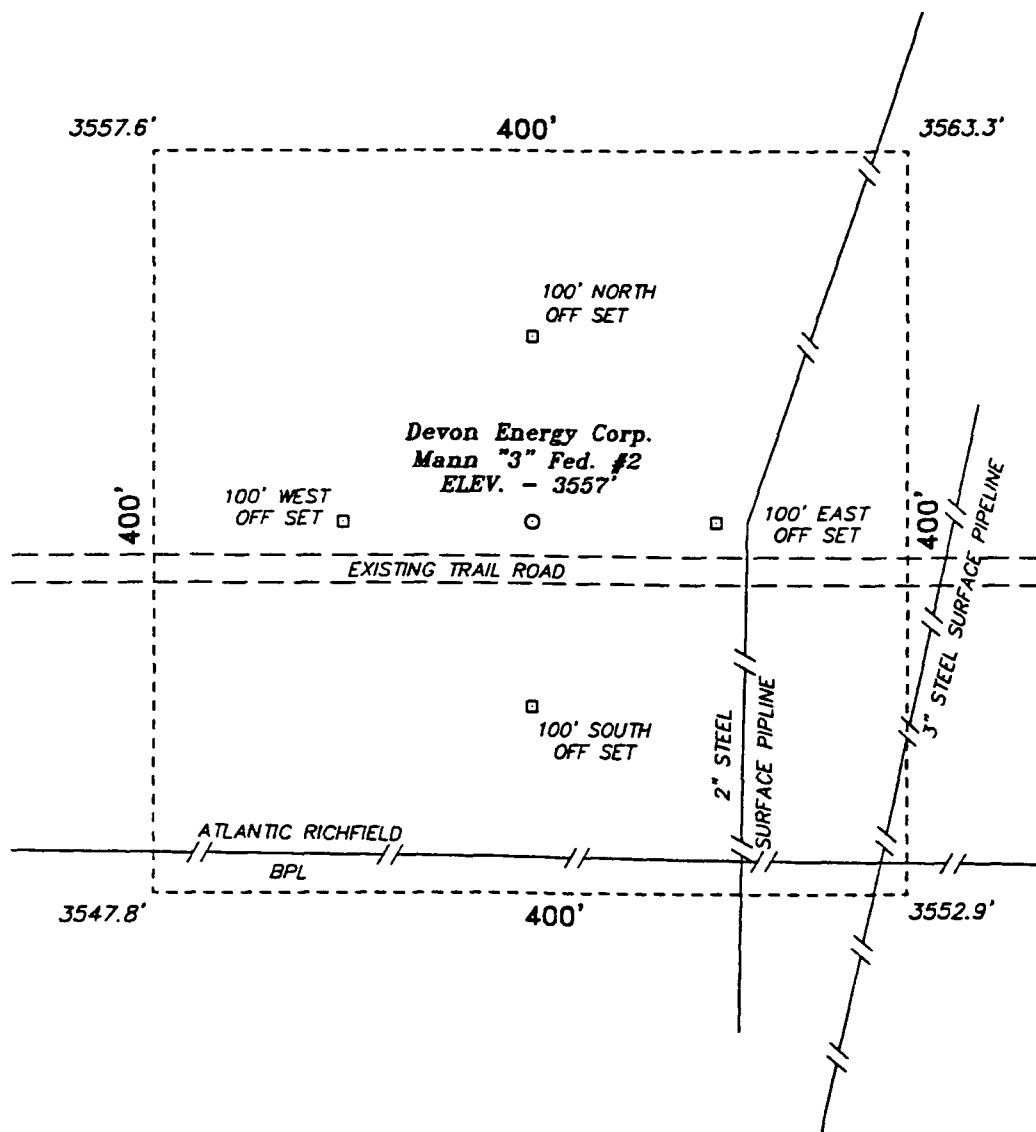 3557.6'
400'
3563.3'
100' NORTH
OFF SET
Devon Energy Corp.
Mann "3" Fed. #2
ELEV. - 3557'
100' WEST
OFF SET
400'
100' EAST
OFF SET
400'
EXISTING TRAIL ROAD
3" STEEL SURFACE PIPELINE
100' SOUTH
OFF SET
2" STEEL
SURFACE PIPLINE
ATLANTIC RICHFIELD
BPL
3547.8'
400'
3552.9'